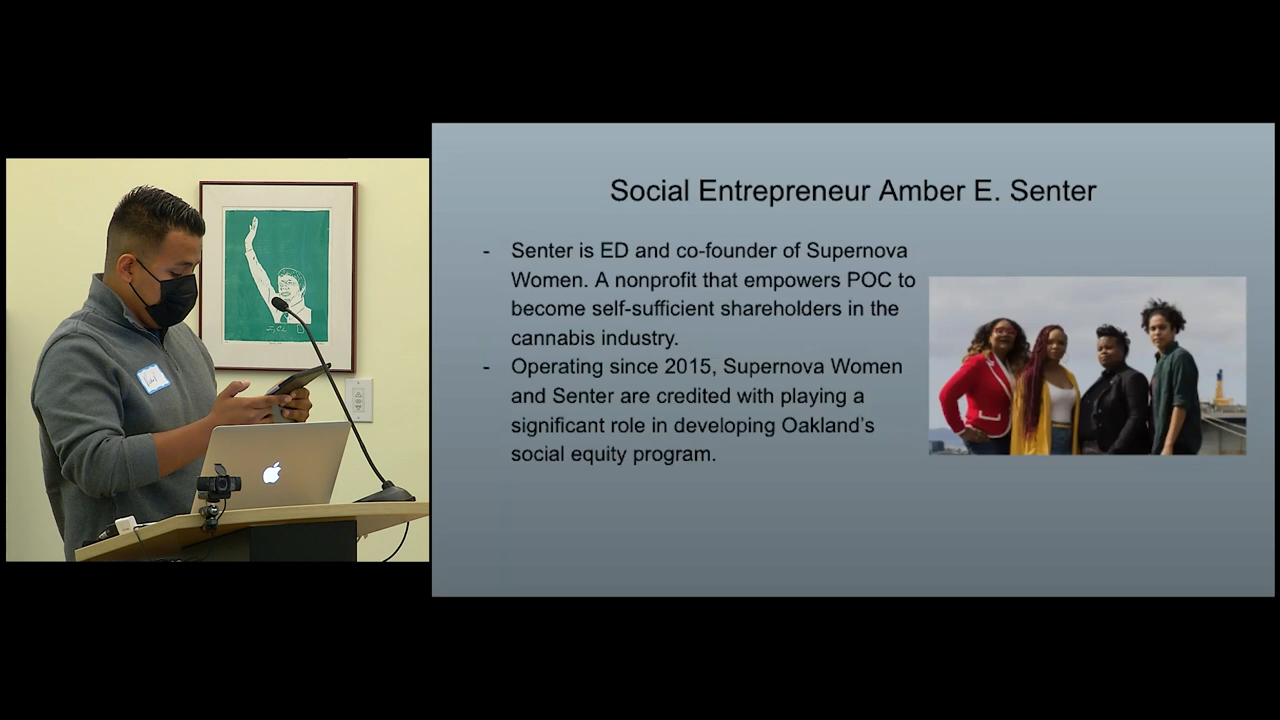 Social Entrepreneur Amber E. Senter
- Senter is ED and co-founder of Supernova
Women. A nonprofit that empowers POC to
become self-sufficient shareholders in the
cannabis industry.
- Operating since 2015, Supernova Women
and Senter are credited with playing a
significant role in developing Oakland's
social equity program.